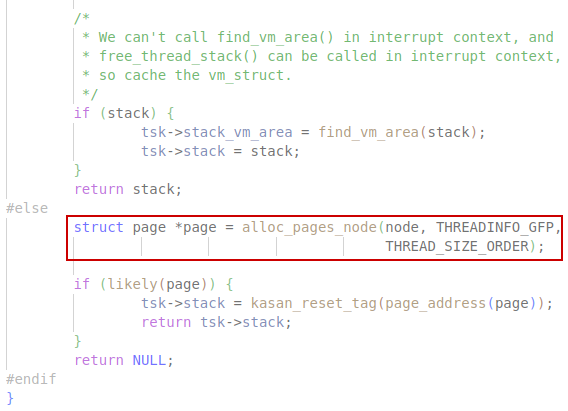 /*
 * We can't call find_vm_area() in interrupt context, and
 * free_thread_stack() can be called in interrupt context,
 * so cache the vm_struct.
 */
if (stack) {
        tsk->stack_vm_area = find_vm_area(stack);
        tsk->stack = stack;
}
return stack;
#else
struct page *page = alloc_pages_node(node, THREADINFO_GFP,
                                     THREAD_SIZE_ORDER);
if (likely(page)) {
        tsk->stack = kasan_reset_tag(page_address(page));
        return tsk->stack;
}
return NULL;
#endif
}